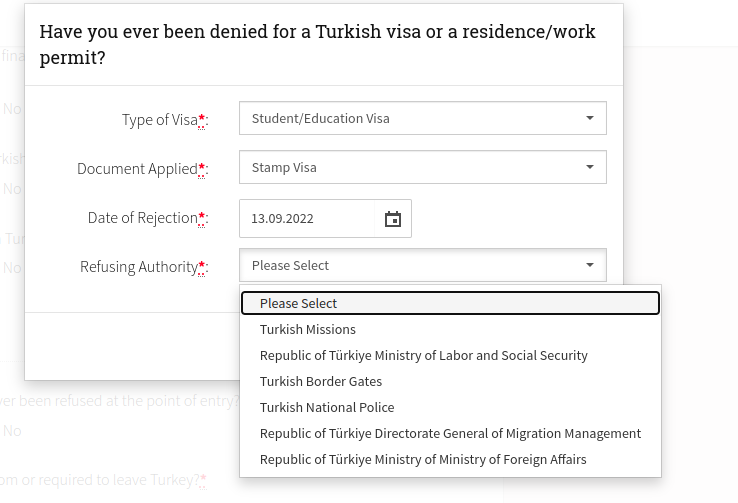 Have you ever been denied for a Turkish visa or a residence/work
permit?
fina
No
Type of Visa*:
Student/Education Visa
rkish
Document Applied*:
Stamp Visa
No
Date of Rejection*:
13.09.2022
Tur
No
Refusing Authority*:
Please Select
Please Select
Turkish Missions
Republic of Türkiye Ministry of Labor and Social Security
Turkish Border Gates
Turkish National Police
Republic of Türkiye Directorate General of Migration Management
Republic of Türkiye Ministry of Ministry of Foreign Affairs
ver been refused at the point of entry?
No
om or required to leave Turkey?*